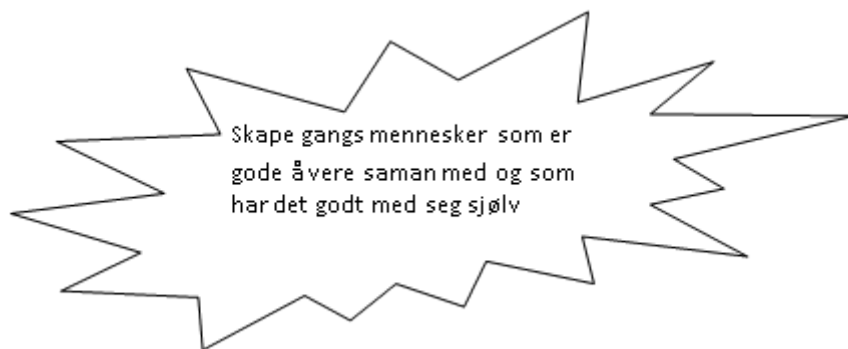 Skape gangs mennesker som er
gode å vere saman med og som
har det godt med seg sjølv